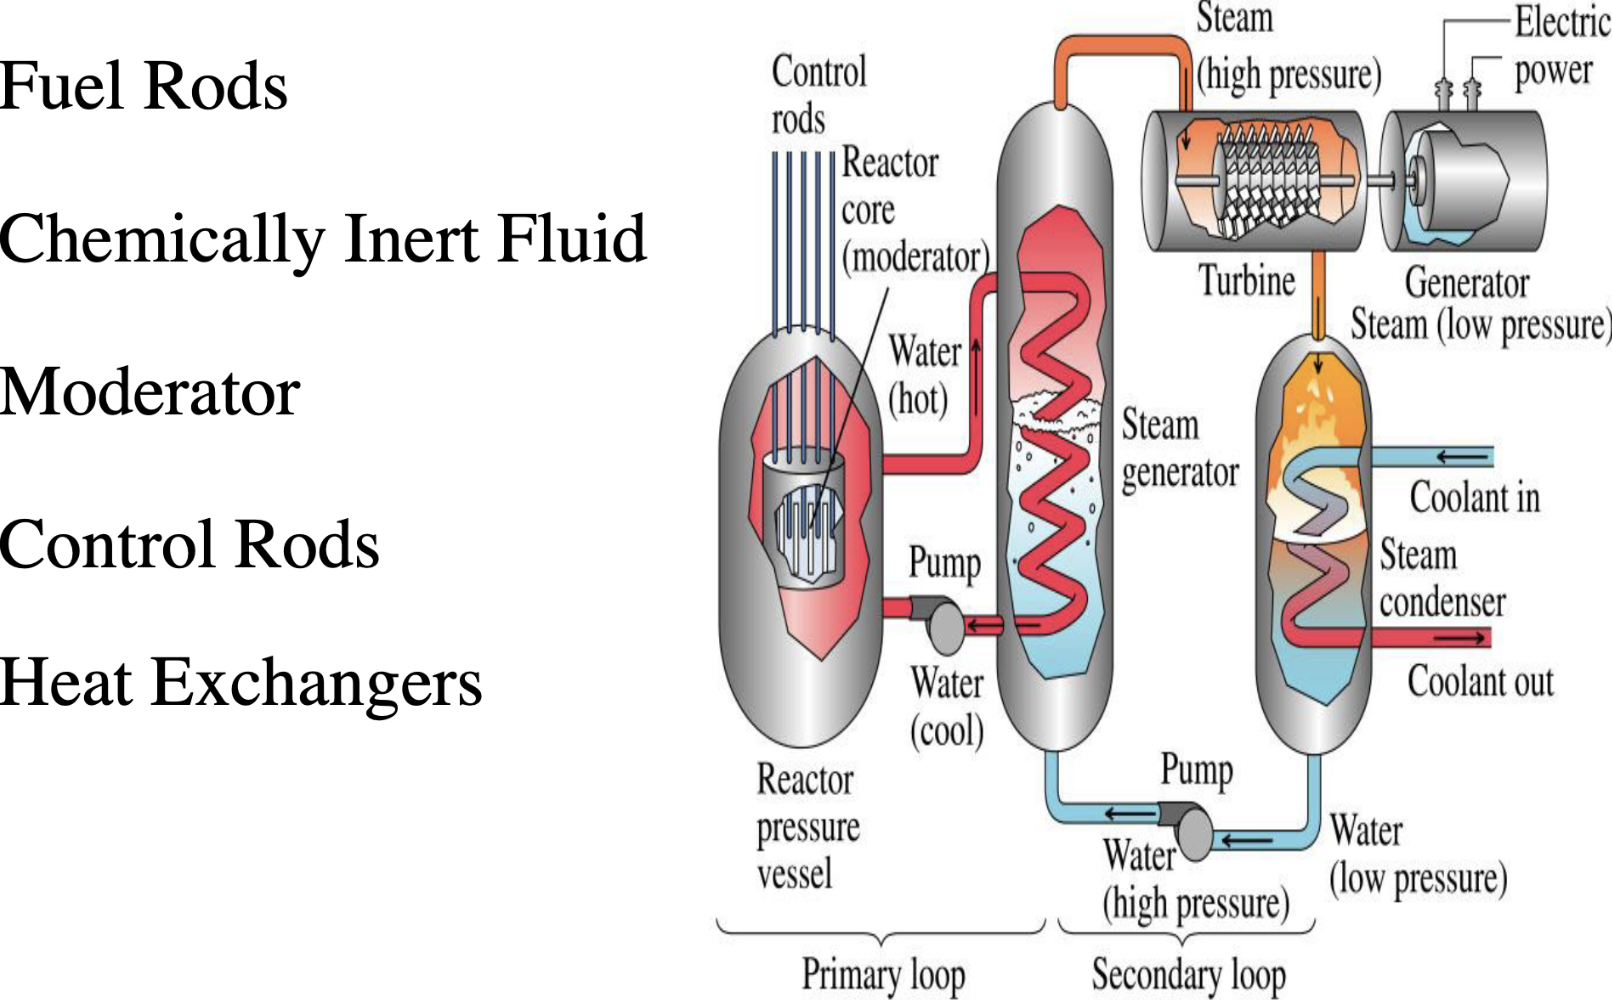 Fuel Rods
Chemically Inert Fluid
Moderator
Control Rods
Heat Exchangers
Control
rods
Reactor
core
(moderator)
Water
(hot)
Pump
Water
(cool)
Reactor
pressure
vessel
Steam
(high pressure)
Electric
power
Turbine
Generator
Steam (low pressure)
Steam
generator
Coolant in
Steam
condenser
Coolant out
Pump
Water
(high pressure)
Water
(low pressure)
Primary loop
Secondary loop